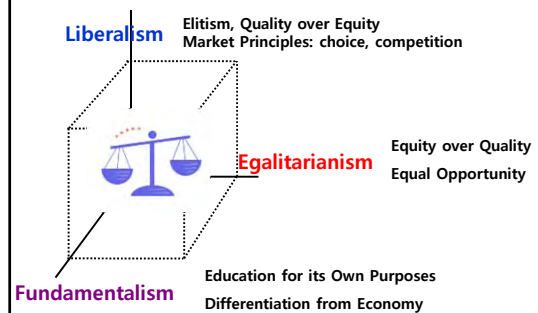 Liberalism
Elitism, Quality over Equity
Market Principles: choice, competition
Egalitarianism
Equity over Quality
Equal Opportunity
Fundamentalism
Education for its Own Purposes
Differentiation from Economy